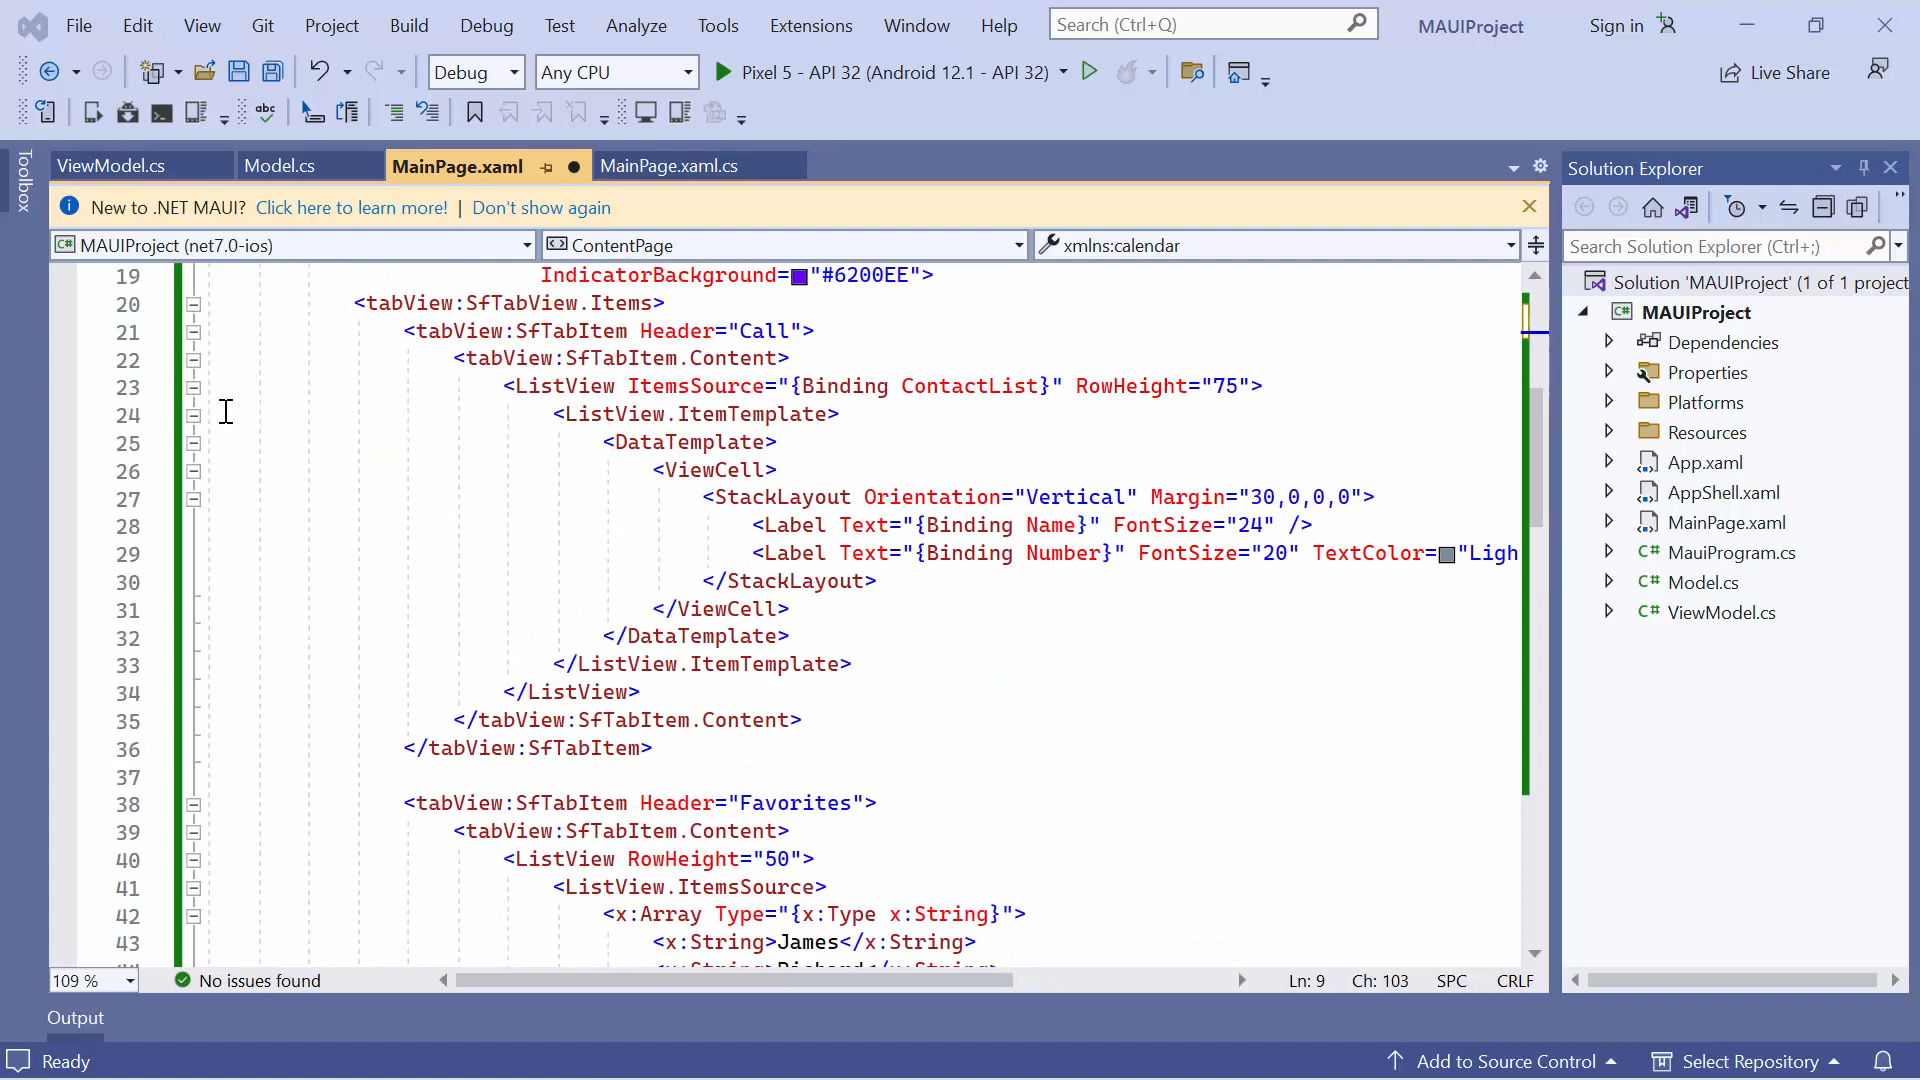 File Edit View Git Project Build Debug Test Analyze Tools Extensions Window Help Search (Ctrl+Q) MAUIProject Sign in
Debug Any CPU Pixel 5 - API 32 (Android 12.1 - API 32) Live Share
abc
Toolbox
ViewModel.cs Model.cs MainPage.xaml MainPage.xaml.cs
New to .NET MAUI? Click here to learn more! | Don't show again
MAUIProject (net7.0-ios) ContentPage xmlns:calendar
19 IndicatorBackground="#6200EE">
20 <tabView:SfTabView.Items>
21 <tabView:SfTabItem Header="Call">
22 <tabView:SfTabItem.Content>
23 <ListView ItemsSource="{Binding ContactList}" RowHeight="75">
24 <ListView.ItemTemplate>
25 <DataTemplate>
26 <ViewCell>
27 <StackLayout Orientation="Vertical" Margin="30,0,0,0">
28 <Label Text="{Binding Name}" FontSize="24" />
29 <Label Text="{Binding Number}" FontSize="20" TextColor="Ligh
30 </StackLayout>
31 </ViewCell>
32 </DataTemplate>
33 </ListView.ItemTemplate>
34 </ListView>
35 </tabView:SfTabItem.Content>
36 </tabView:SfTabItem>
37
38 <tabView:SfTabItem Header="Favorites">
39 <tabView:SfTabItem.Content>
40 <ListView RowHeight="50">
41 <ListView.ItemsSource>
42 <x:Array Type="{x:Type x:String}">
43 <x:String>James</x:String>
109 % No issues found Ln: 9 Ch: 103 SPC CRLF
Solution Explorer
Search Solution Explorer (Ctrl+;)
Solution 'MAUIProject' (1 of 1 project
MAUIProject
Dependencies
Properties
Platforms
Resources
App.xaml
AppShell.xaml
MainPage.xaml
C# MauiProgram.cs
C# Model.cs
C# ViewModel.cs
Output
Ready Add to Source Control Select Repository